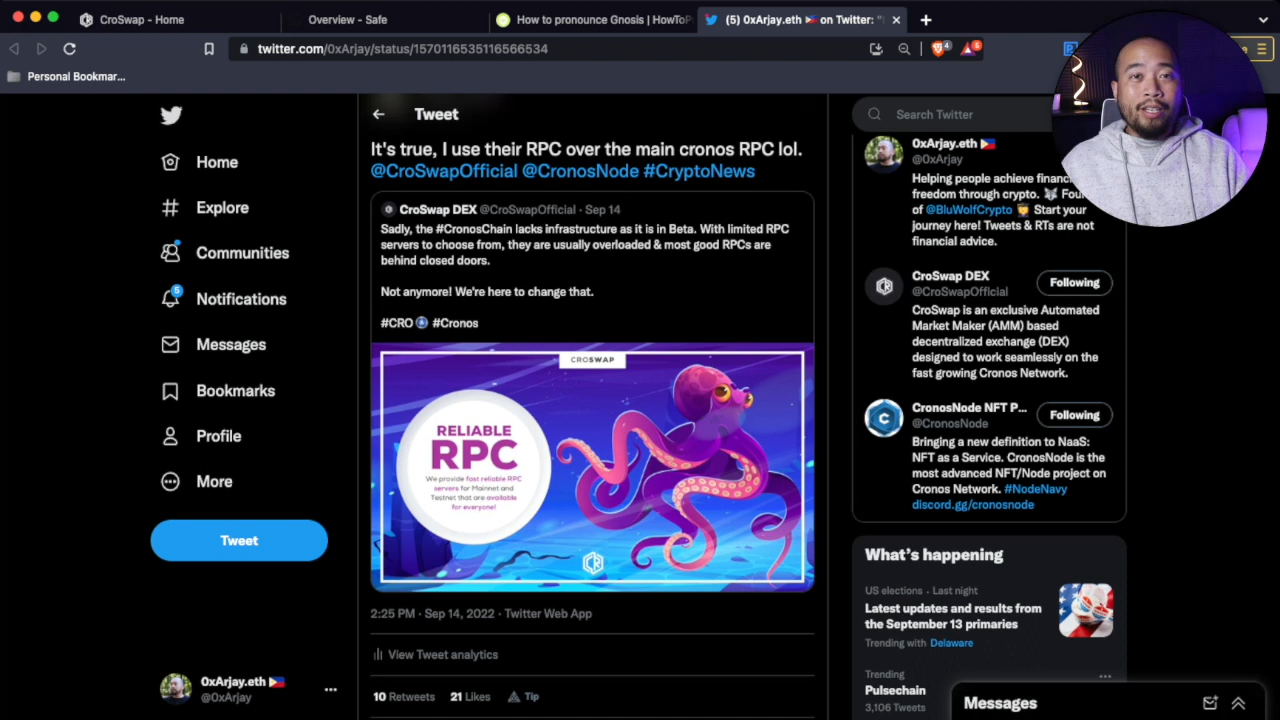 CroSwap - Home
Overview - Safe
How to pronounce Gnosis | HowToP
(5) 0xArjay.eth 🇵🇭 on Twitter: "
twitter.com/0xArjay/status/1570116535116566534
4
5
Personal Bookmar...
Home
Explore
Communities
5
Notifications
Messages
Bookmarks
Profile
More
Tweet
0xArjay.eth 🇵🇭
@0xArjay
Tweet
It's true, I use their RPC over the main cronos RPC lol.
@CroSwapOfficial @CronosNode #CryptoNews
CroSwap DEX @CroSwapOfficial · Sep 14
Sadly, the #CronosChain lacks infrastructure as it is in Beta. With limited RPC
servers to choose from, they are usually overloaded & most good RPCs are
behind closed doors.
Not anymore! We're here to change that.
#CRO #Cronos
CROSWAP
RELIABLE
RPC
We provide fast reliable RPC
servers for Mainnet and
Testnet that are available
for everyone!
2:25 PM · Sep 14, 2022 · Twitter Web App
View Tweet analytics
10 Retweets 21 Likes Tip
Search Twitter
0xArjay.eth 🇵🇭
@0xArjay
Helping people achieve financ
freedom through crypto. 🐺 Fou
of @BluWolfCrypto Start your
journey here! Tweets & RTs are not
financial advice.
CroSwap DEX
@CroSwapOfficial
Following
CroSwap is an exclusive Automated
Market Maker (AMM) based
decentralized exchange (DEX)
designed to work seamlessly on the
fast growing Cronos Network.
CronosNode NFT P...
@CronosNode
Following
Bringing a new definition to NaaS:
NFT as a Service. CronosNode is the
most advanced NFT/Node project on
Cronos Network. #NodeNavy
discord.gg/cronosnode
What's happening
US elections · Last night
Latest updates and results from
the September 13 primaries
Trending with Delaware
Trending
Pulsechain
3,106 Tweets
Messages